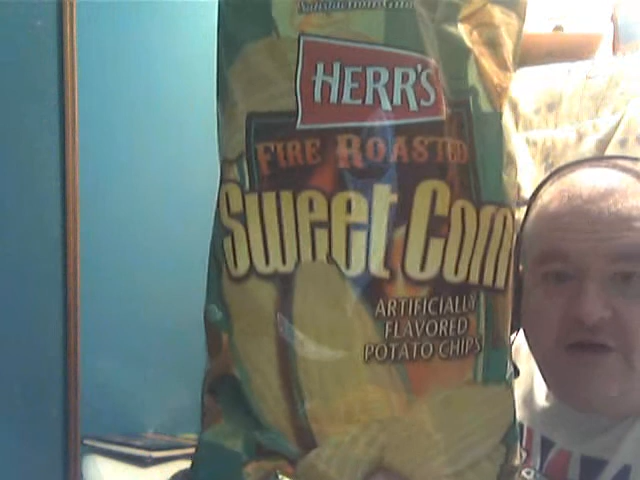 HERR'S
FIRE ROASTED
Sweet Corn
ARTIFICIALLY
FLAVORED
POTATO CHIPS